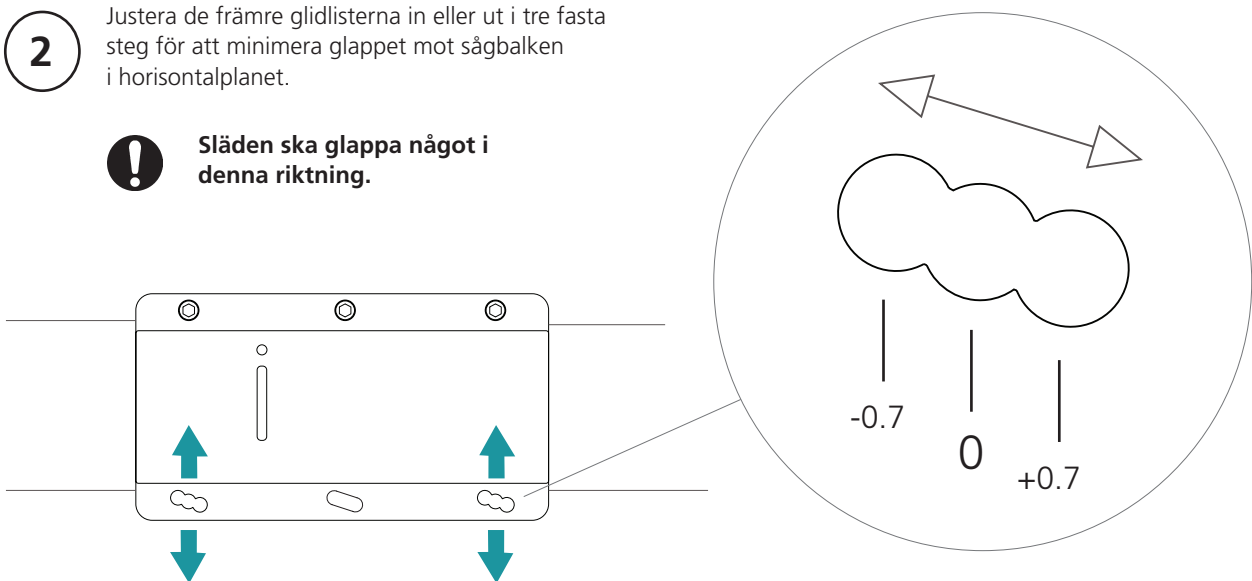 2
Justera de främre glidlisterna in eller ut i tre fasta
steg för att minimera glappet mot sågbalken
i horisontalplanet.
Släden ska glappa något i
denna riktning.
-0.7
0
+0.7